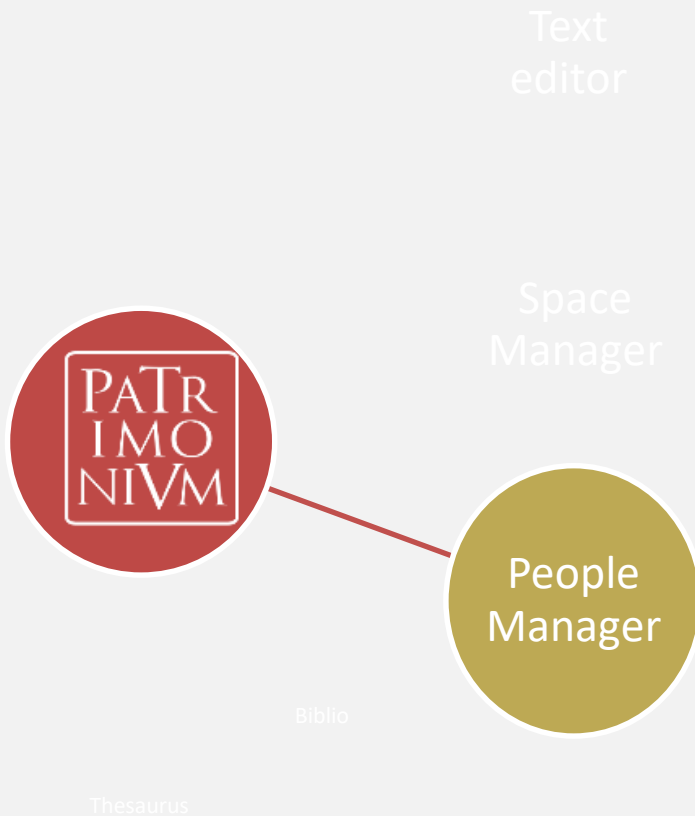 Text
editor
Space
Manager
PATR
IMO
NIVM
People
Manager
Biblio
Thesaurus